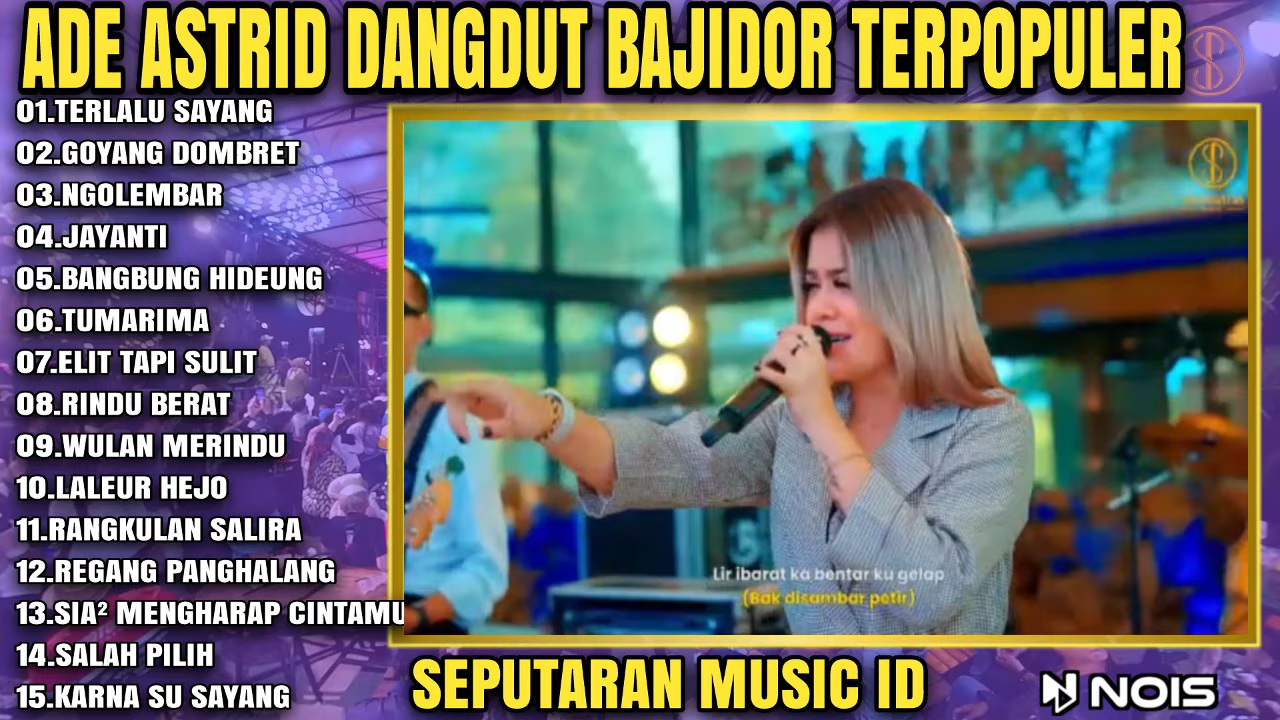 ADE ASTRID DANGDUT BAJIDOR TERPOPULER
01.TERLALU SAYANG
02.GOYANG DOMBRET
03.NGOLEMBAR
04.JAYANTI
05.BANGBUNG HIDEUNG
06.TUMARIMA
07.ELIT TAPI SULIT
08.RINDU BERAT
09.WULAN MERINDU
10.LALEUR HEJO
11.RANGKULAN SALIRA
12.REGANG PANGHALANG
13.SIA² MENGHARAP CINTAMU
14.SALAH PILIH
15.KARNA SU SAYANG
Lir ibarat ka bentar ku gelap
(Bak disambar petir)
SEPUTARAN MUSIC ID
NOIS